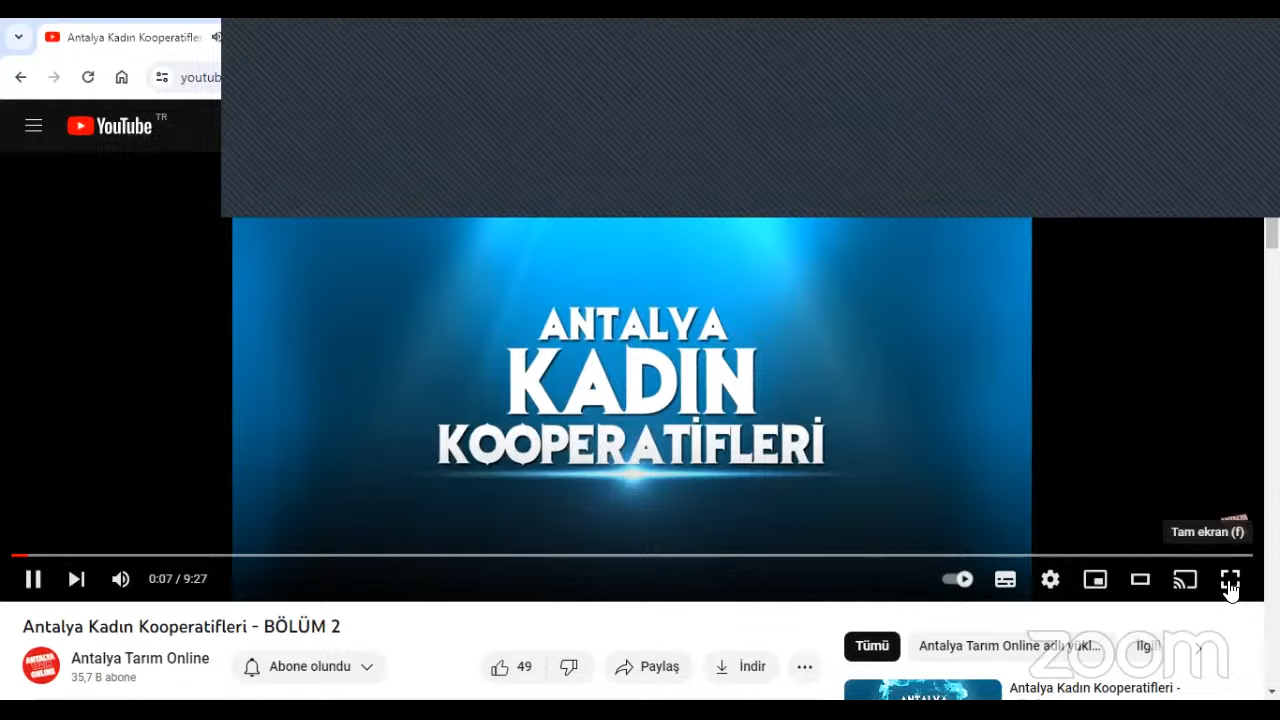 Antalya Kadın Kooperatifle
youtub
YouTube TR
ANTALYA
KADIN
KOOPERATİFLERİ
Tam ekran (f)
0:07 / 9:27
Antalya Kadın Kooperatifleri - BÖLÜM 2
Antalya Tarım Online
35,7 B abone
Abone olundu
49
Paylaş
İndir
Tümü
Antalya Tarım Online adlı yükl...
İlgili
Antalya Kadın Kooperatifleri -
ANTALYA
zoom